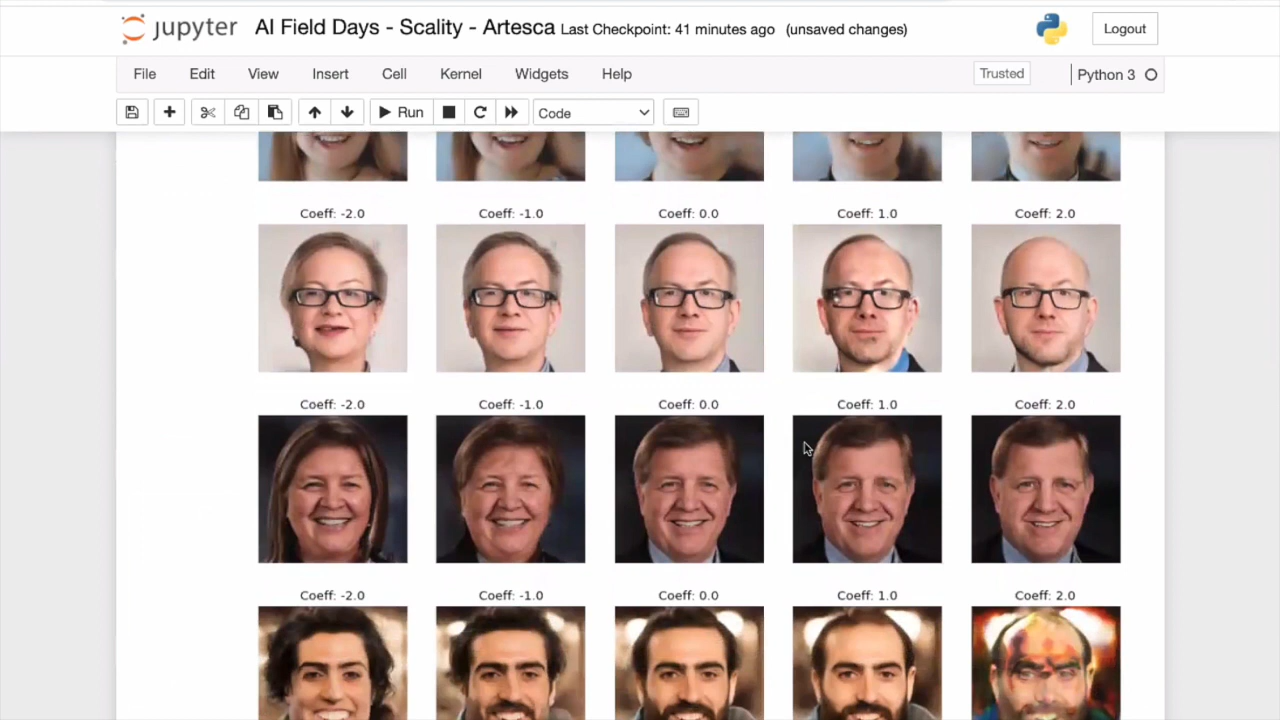 jupyter AI Field Days - Scality - Artesca Last Checkpoint: 41 minutes ago (unsaved changes) Logout
File Edit View Insert Cell Kernel Widgets Help Trusted Python 3
Run Code
Coeff: -2.0 Coeff: -1.0 Coeff: 0.0 Coeff: 1.0 Coeff: 2.0
Coeff: -2.0 Coeff: -1.0 Coeff: 0.0 Coeff: 1.0 Coeff: 2.0
Coeff: -2.0 Coeff: -1.0 Coeff: 0.0 Coeff: 1.0 Coeff: 2.0